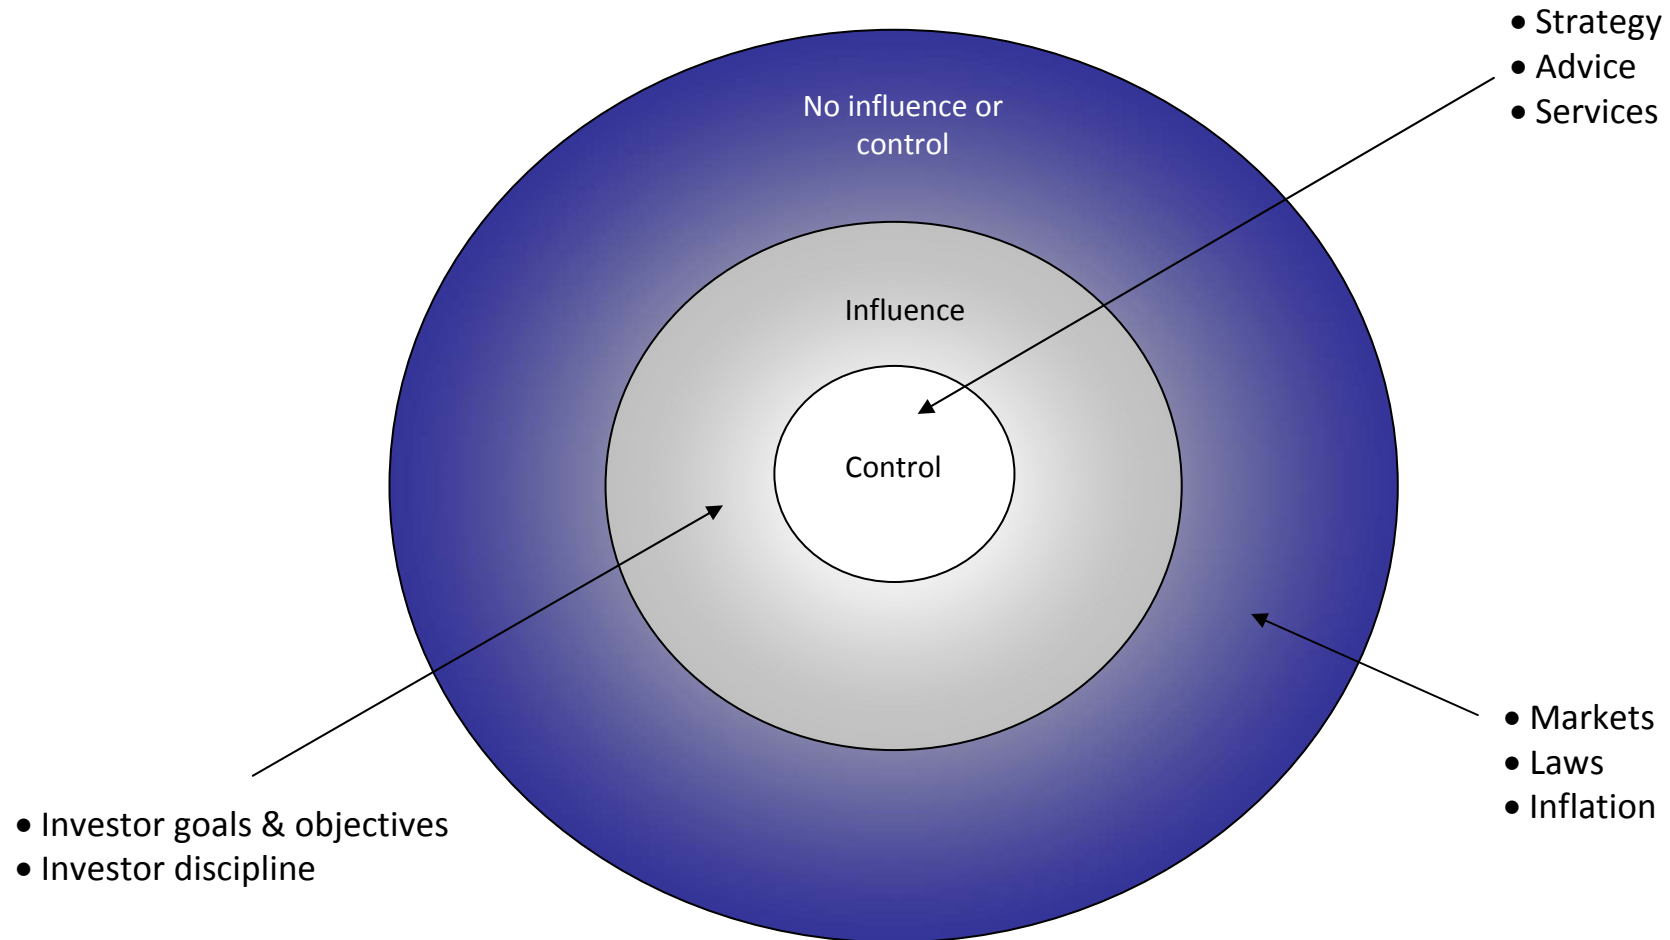 • Strategy
• Advice
• Services
No influence or
control
Influence
Control
• Markets
• Laws
• Inflation
• Investor goals & objectives
• Investor discipline